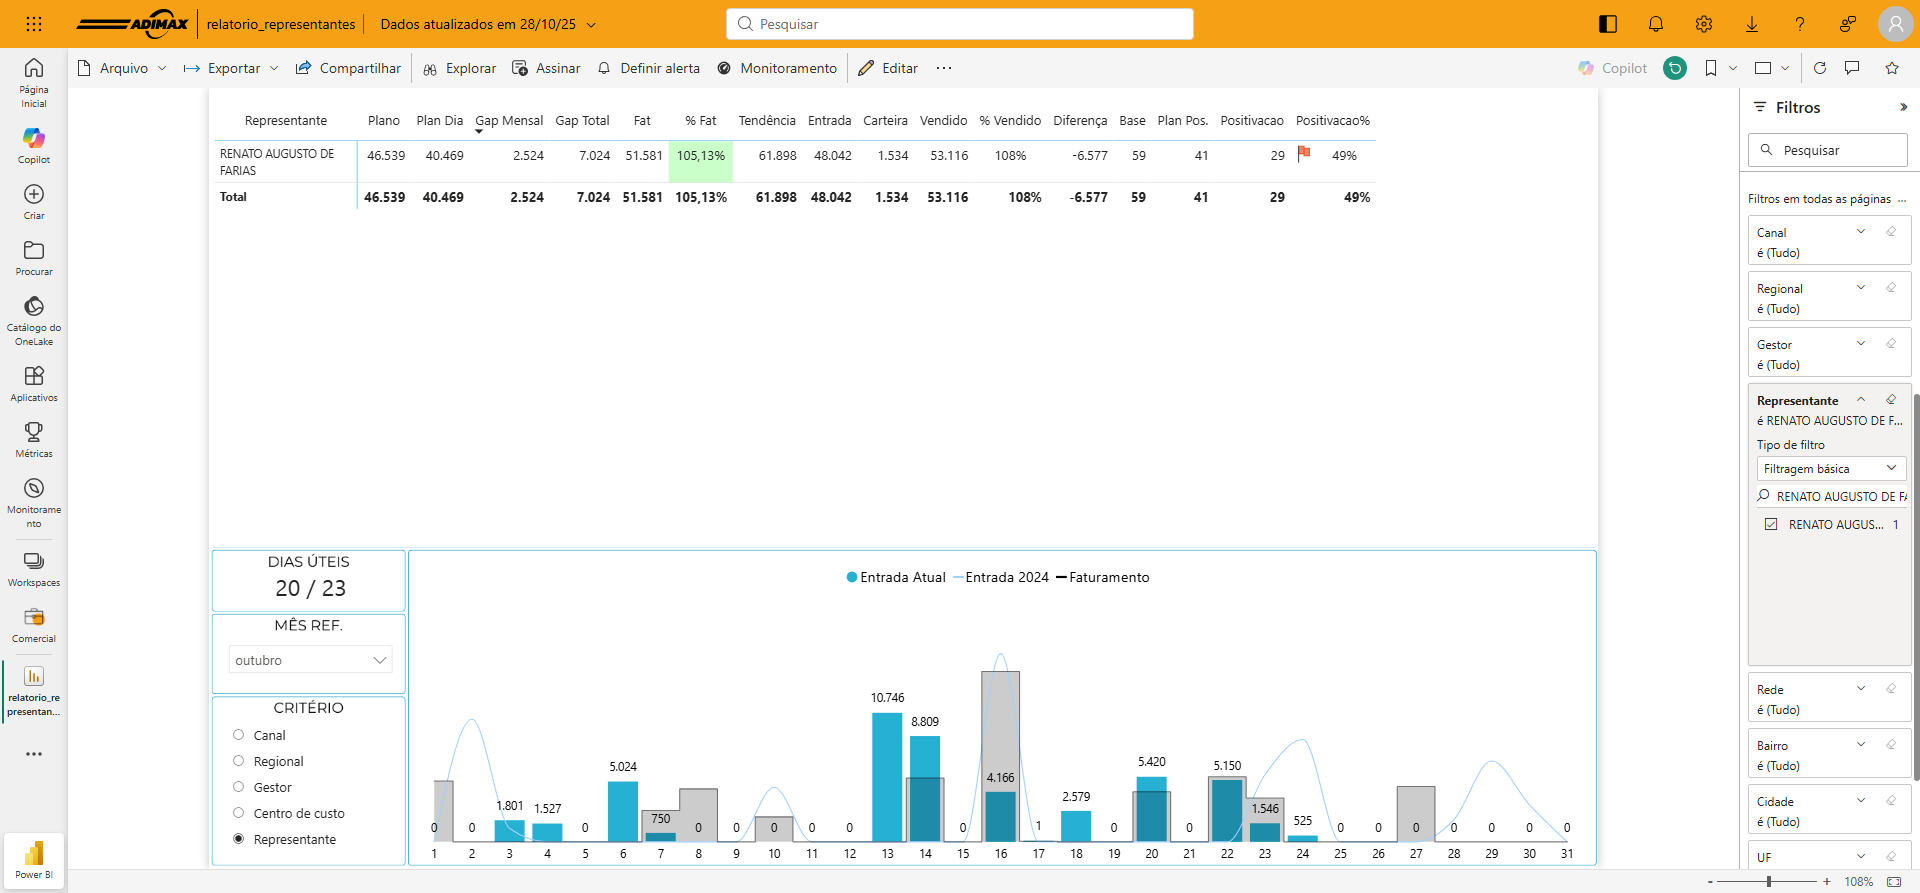 ADIMAX relatorio_representantes Dados atualizados em 28/10/25 Pesquisar
Arquivo Exportar Compartilhar Explorar Assinar Definir alerta Monitoramento Editar ... Copilot
Página Inicial
Copilot
Criar
Procurar
Catálogo do OneLake
Aplicativos
Métricas
Monitoramento
Workspaces
Comercial
relatorio_representan...
Power BI
Representante Plano Plan Dia Gap Mensal Gap Total Fat % Fat Tendência Entrada Carteira Vendido % Vendido Diferença Base Plan Pos. Positivacao Positivacao%
RENATO AUGUSTO DE FARIAS 46.539 40.469 2.524 7.024 51.581 105,13% 61.898 48.042 1.534 53.116 108% -6.577 59 41 29 49%
Total 46.539 40.469 2.524 7.024 51.581 105,13% 61.898 48.042 1.534 53.116 108% -6.577 59 41 29 49%
DIAS ÚTEIS
20 / 23
MÊS REF.
outubro
CRITÉRIO
Canal
Regional
Gestor
Centro de custo
Representante
Entrada Atual Entrada 2024 Faturamento
0 0 1.801 1.527 0 5.024 750 0 0 0 0 0 10.746 8.809 0 4.166 1 2.579 0 5.420 0 5.150 1.546 525 0 0 0 0 0 0 0
1 2 3 4 5 6 7 8 9 10 11 12 13 14 15 16 17 18 19 20 21 22 23 24 25 26 27 28 29 30 31
Filtros
Pesquisar
Filtros em todas as páginas ...
Canal
é (Tudo)
Regional
é (Tudo)
Gestor
é (Tudo)
Representante
é RENATO AUGUSTO DE F...
Tipo de filtro
Filtragem básica
RENATO AUGUSTO DE FA
RENATO AUGUS... 1
Rede
é (Tudo)
Bairro
é (Tudo)
Cidade
é (Tudo)
UF
- + 108%